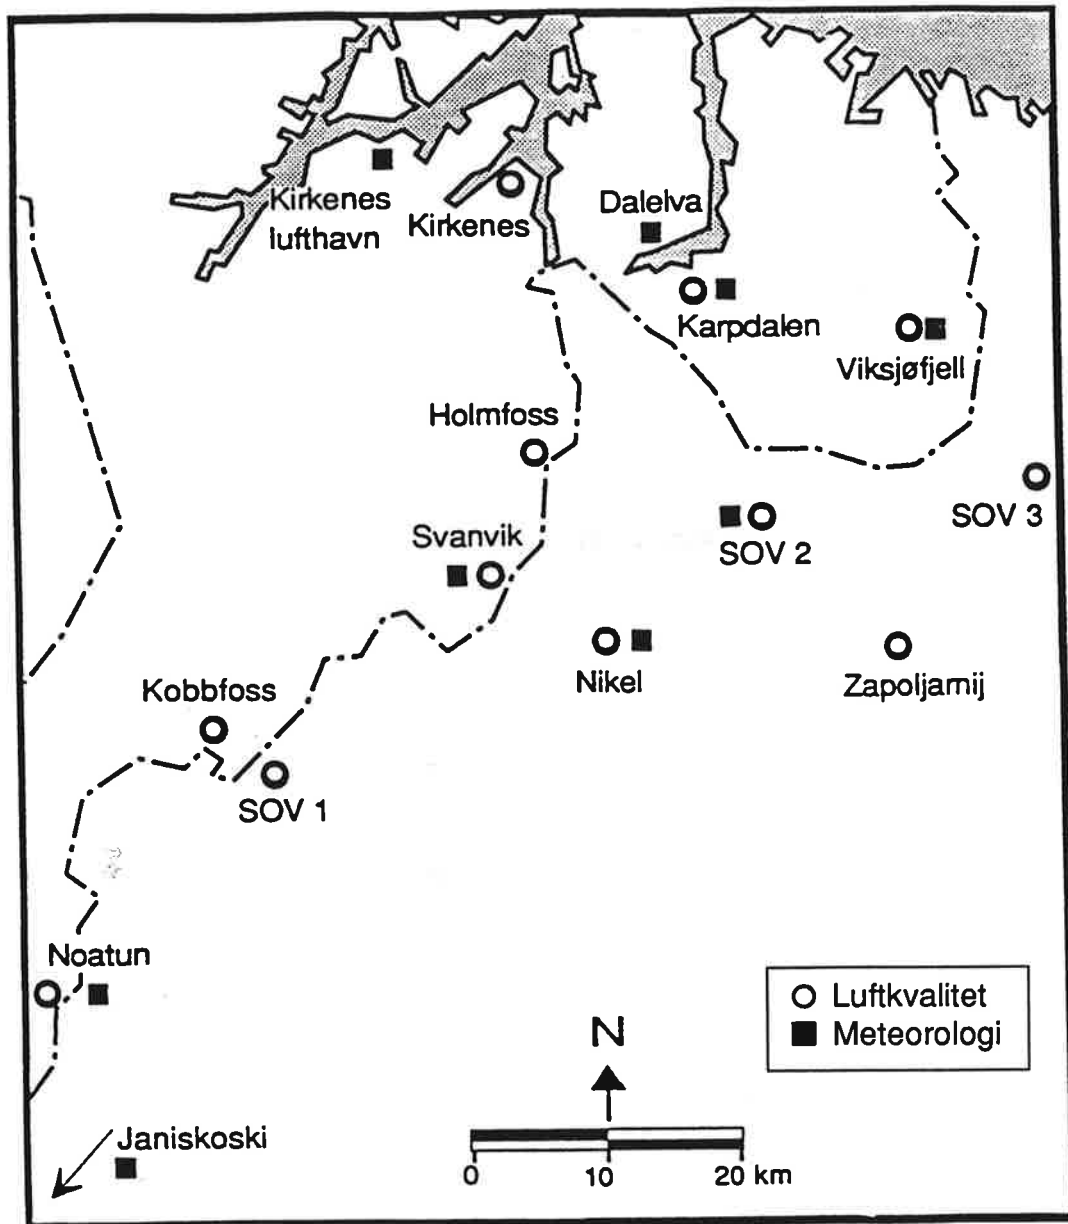 Kirkenes
lufthavn
Kirkenes
Dalelva
Karpdalen
Viksjøfjell
Holmfoss
SOV 3
SOV 2
Svanvik
Nikel
Zapoljarnij
Kobbfoss
SOV 1
Noatun
Luftkvalitet
Meteorologi
N
Janiskoski
0 10 20 km